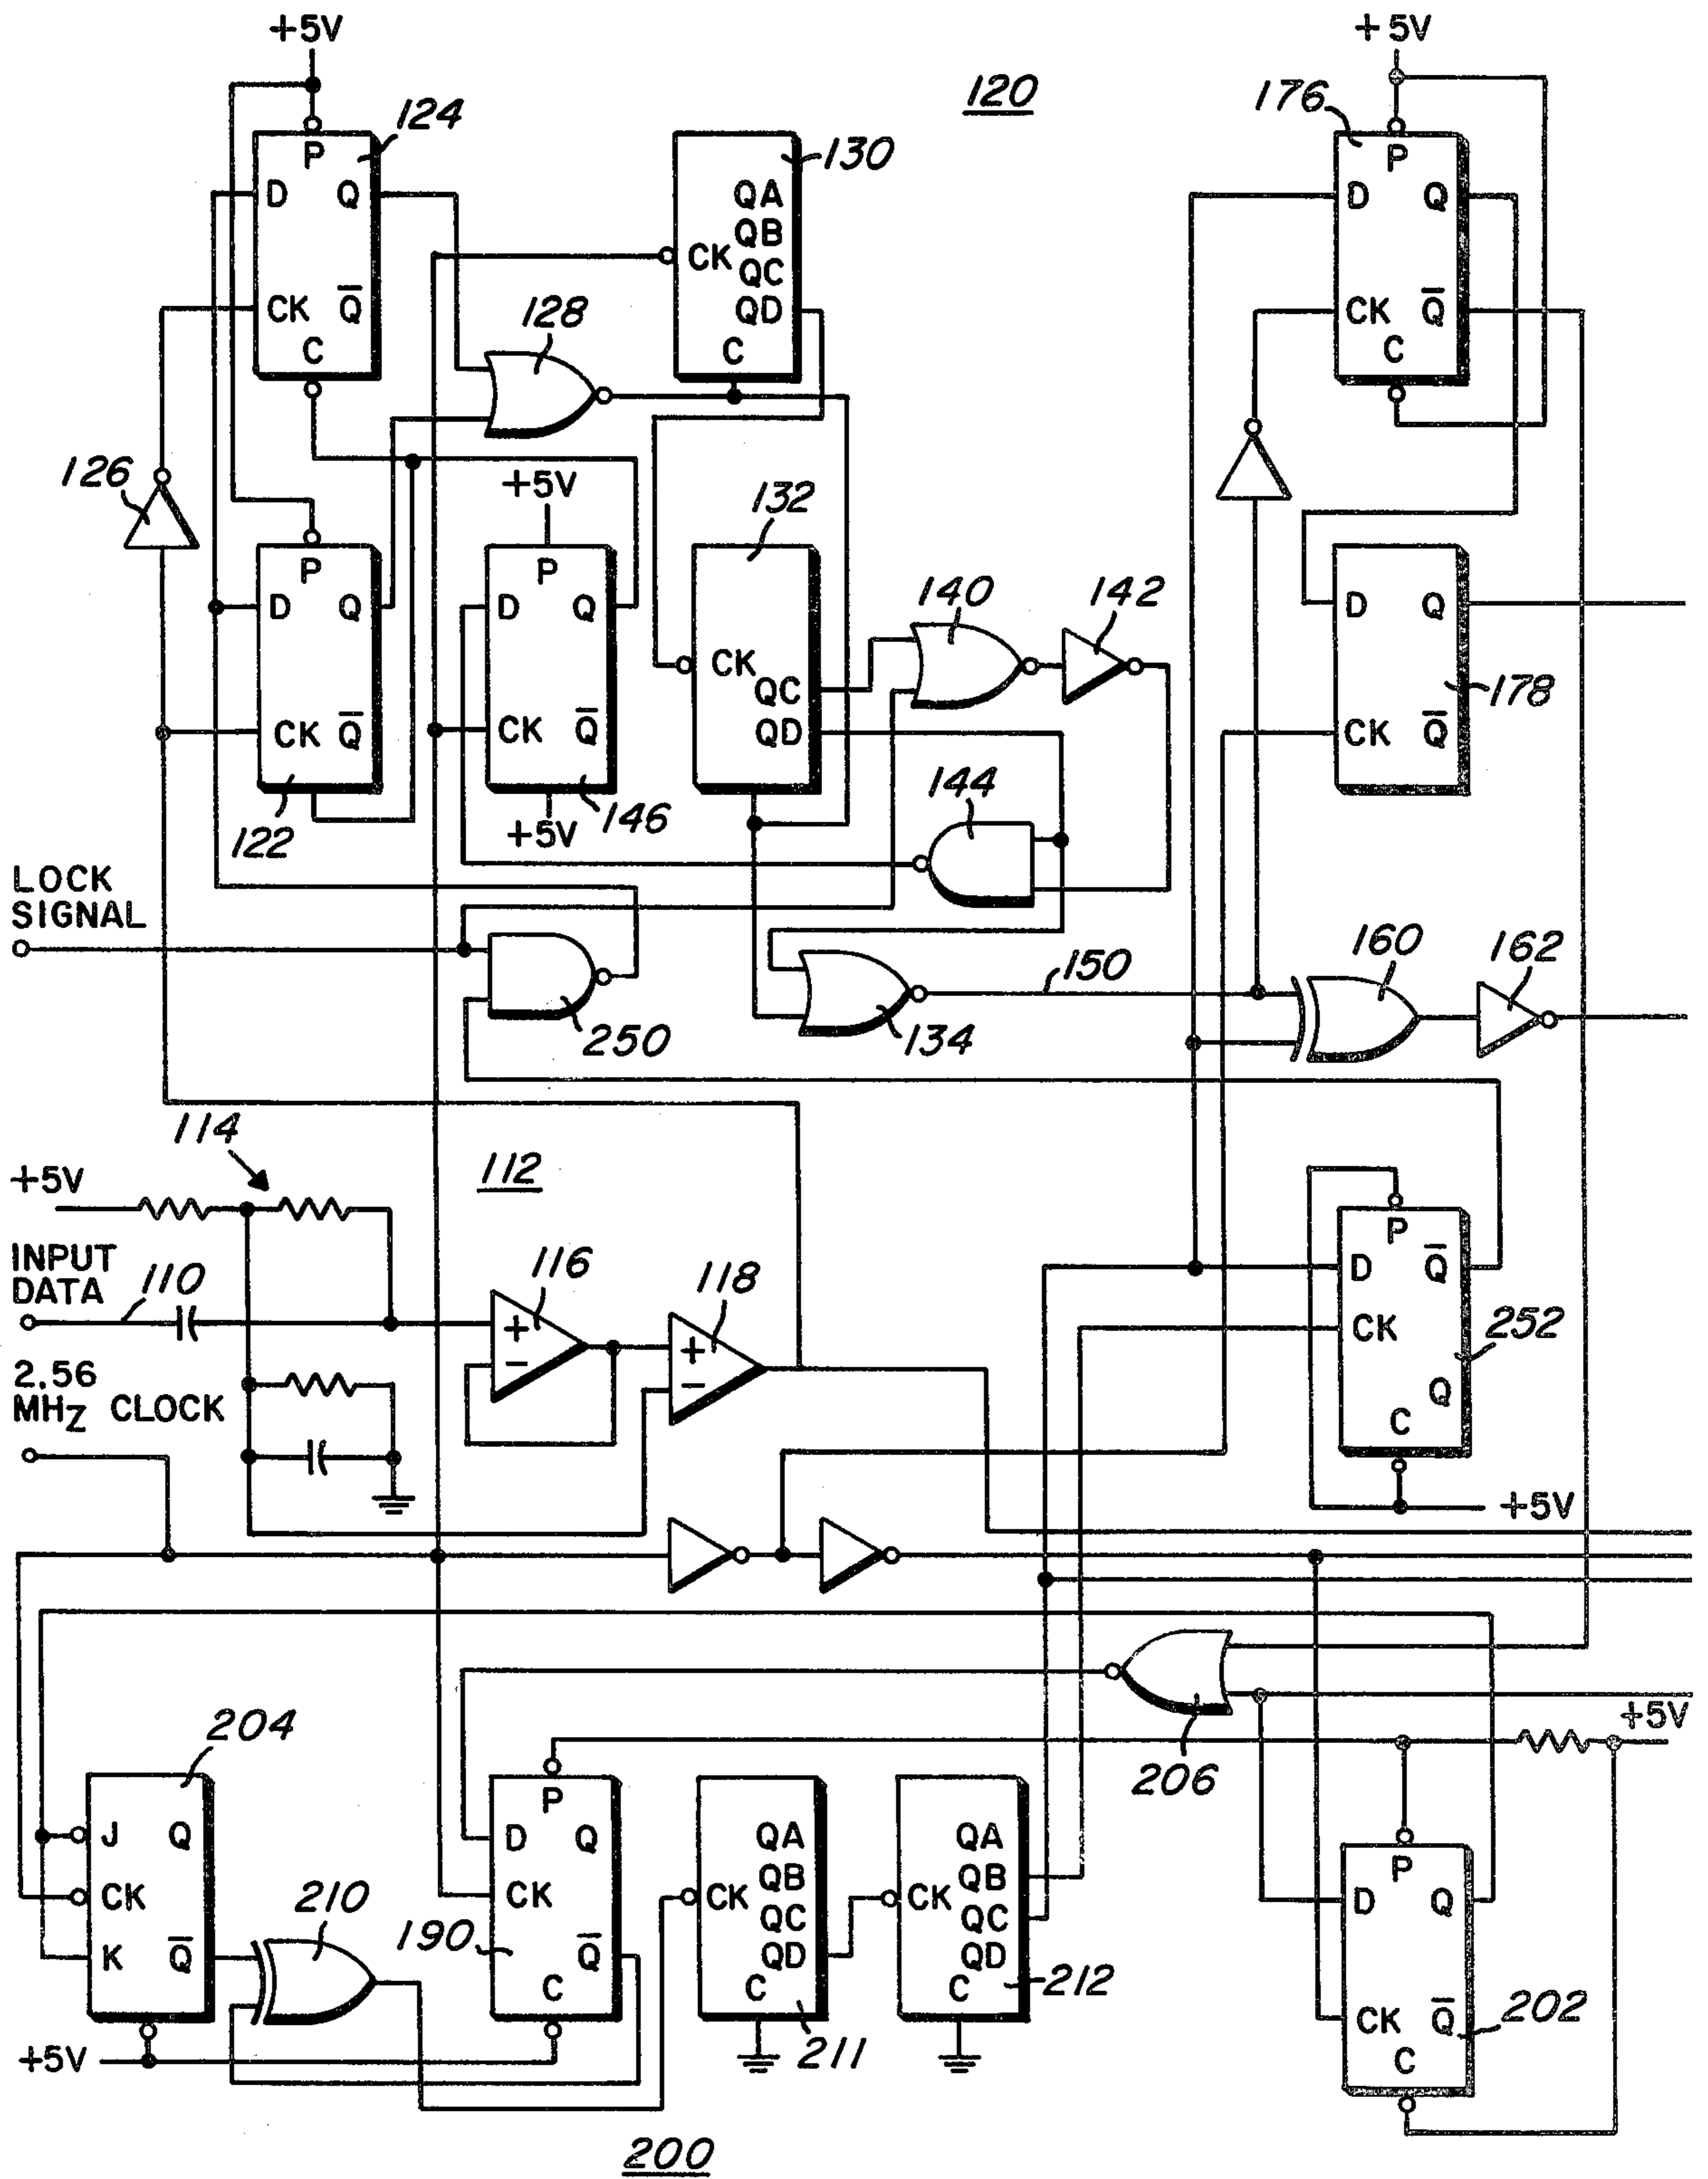 +5V
+5V
120
124
176
130
P
P
D Q
QA
D Q
QB
CK
QC
CK Q̅
QD
CK Q̅
128
C
C
C
126
+5V
132
140
142
P
P
D Q
D Q
D Q
CK
QC
178
CK Q̅
CK Q̅
QD
CK Q̅
144
122
146
+5V
LOCK
SIGNAL
160
162
150
250
134
114
112
+5V
P
INPUT
DATA
110
116
118
D Q̅
+
+
CK
252
-
-
2.56
MHZ CLOCK
Q
C
+5V
204
+5V
206
P
J Q
D Q
QA
QA
P
210
QB
QB
CK
CK
CK
CK
D Q
QC
QC
190
K Q̅
Q̅
QD
QD
C
C
C
212
202
CK Q̅
+5V
211
C
200